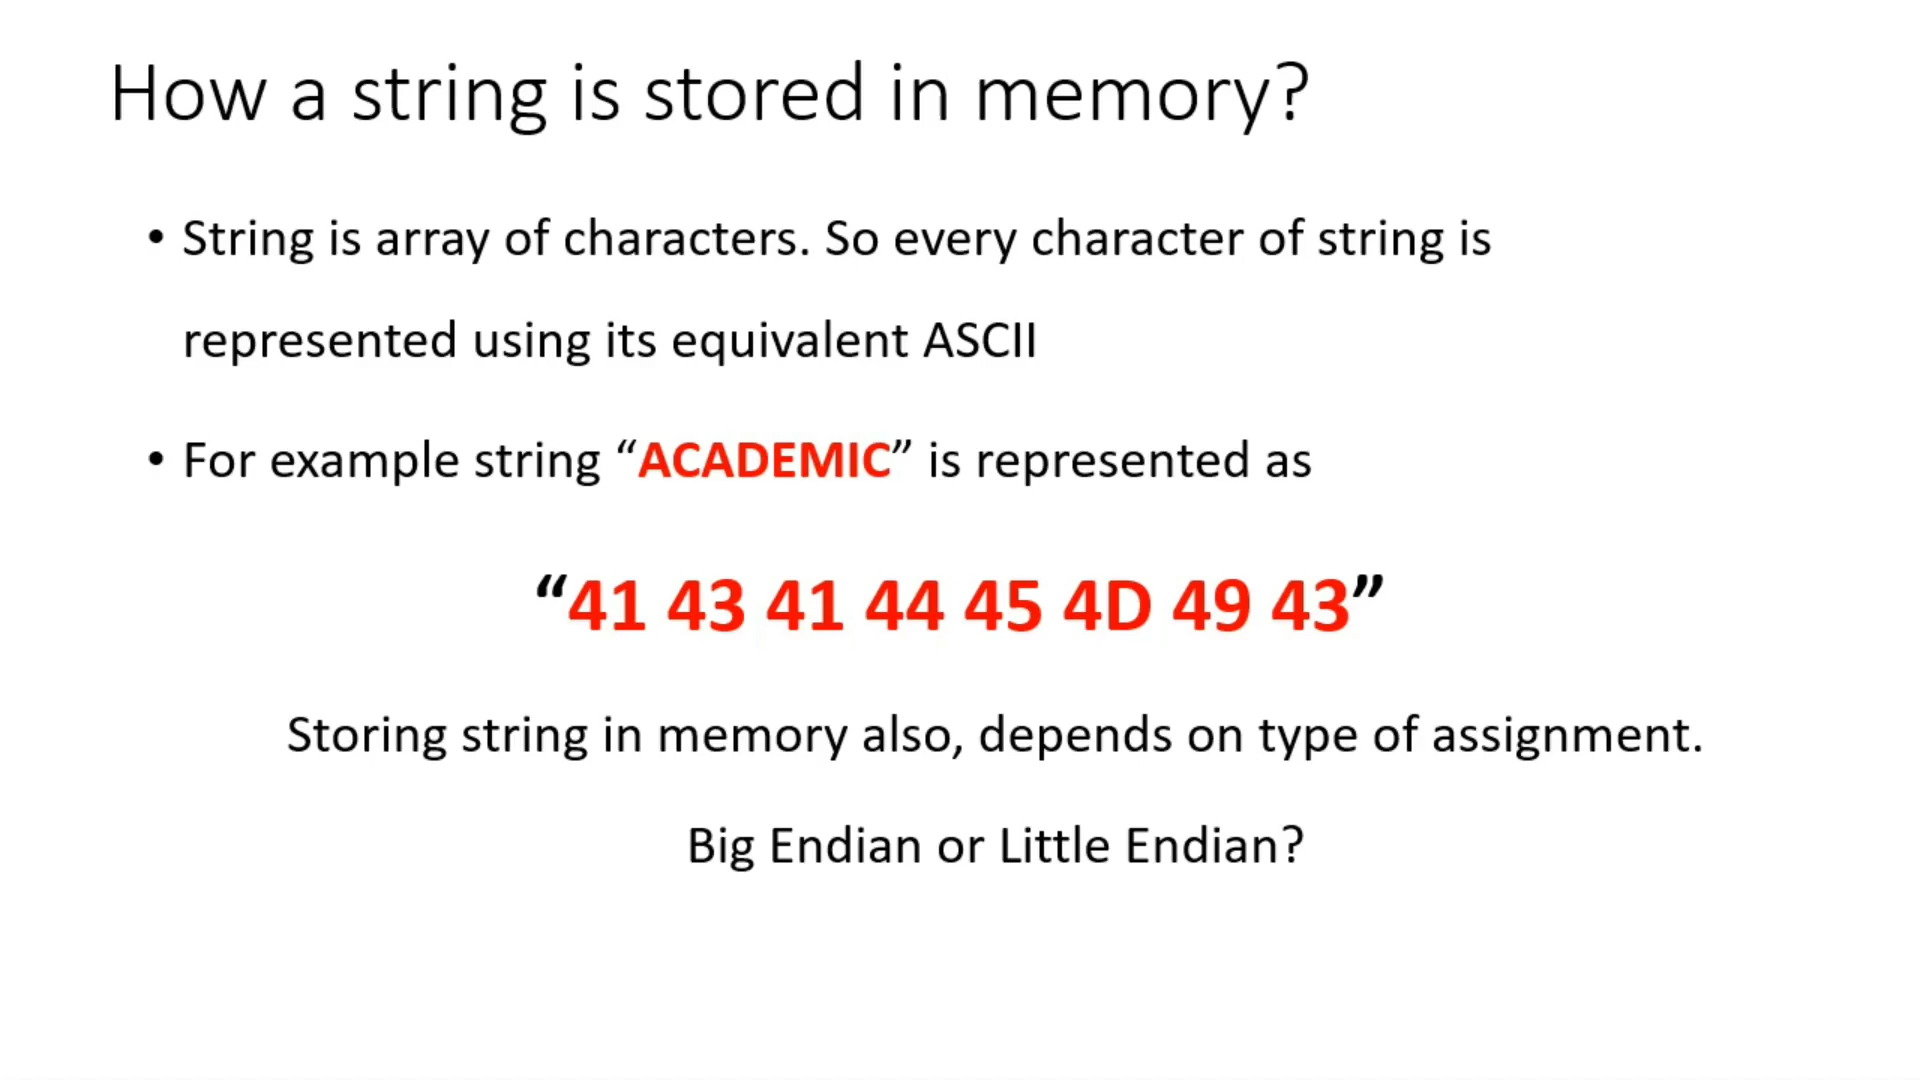 How a string is stored in memory?
• String is array of characters. So every character of string is
represented using its equivalent ASCII
• For example string “ACADEMIC” is represented as
“41 43 41 44 45 4D 49 43”
Storing string in memory also, depends on type of assignment.
Big Endian or Little Endian?